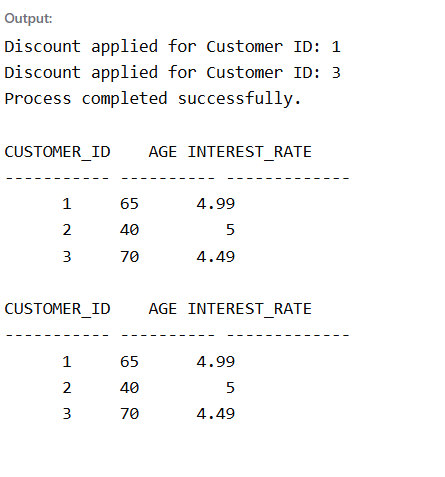 Output:
Discount applied for Customer ID: 1
Discount applied for Customer ID: 3
Process completed successfully.
CUSTOMER_ID AGE INTEREST_RATE
----------- ---------- -------------
1 65 4.99
2 40 5
3 70 4.49
CUSTOMER_ID AGE INTEREST_RATE
----------- ---------- -------------
1 65 4.99
2 40 5
3 70 4.49